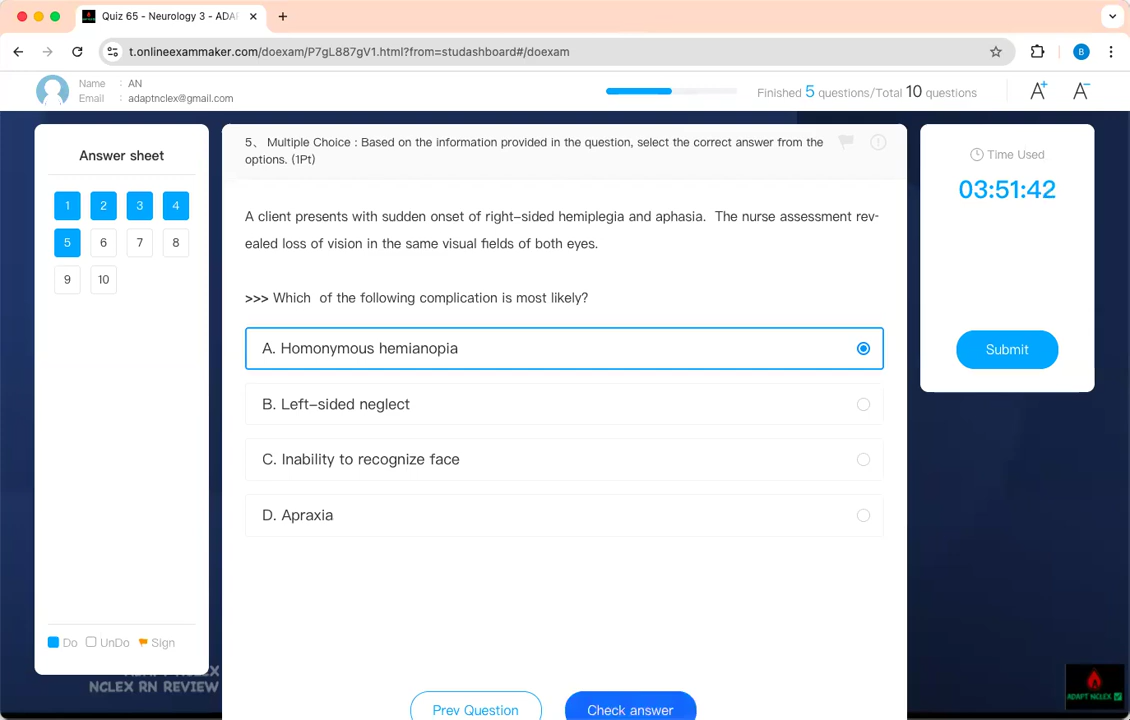 Quiz 65 - Neurology 3 - ADA
t.onlineexammaker.com/doexam/P7gL887gV1.html?from=studashboard#/doexam
B
Name : AN
Email : adaptnclex@gmail.com
Finished 5 questions/Total 10 questions
A+ A−
Answer sheet
1 2 3 4
5 6 7 8
9 10
Do UnDo Sign
5、 Multiple Choice : Based on the information provided in the question, select the correct answer from the
options. (1Pt)
A client presents with sudden onset of right-sided hemiplegia and aphasia. The nurse assessment rev-
ealed loss of vision in the same visual fields of both eyes.
>>> Which of the following complication is most likely?
A. Homonymous hemianopia
B. Left-sided neglect
C. Inability to recognize face
D. Apraxia
Prev Question Check answer
Time Used
03:51:42
Submit
NCLEX RN REVIEW
ADAPT NCLEX